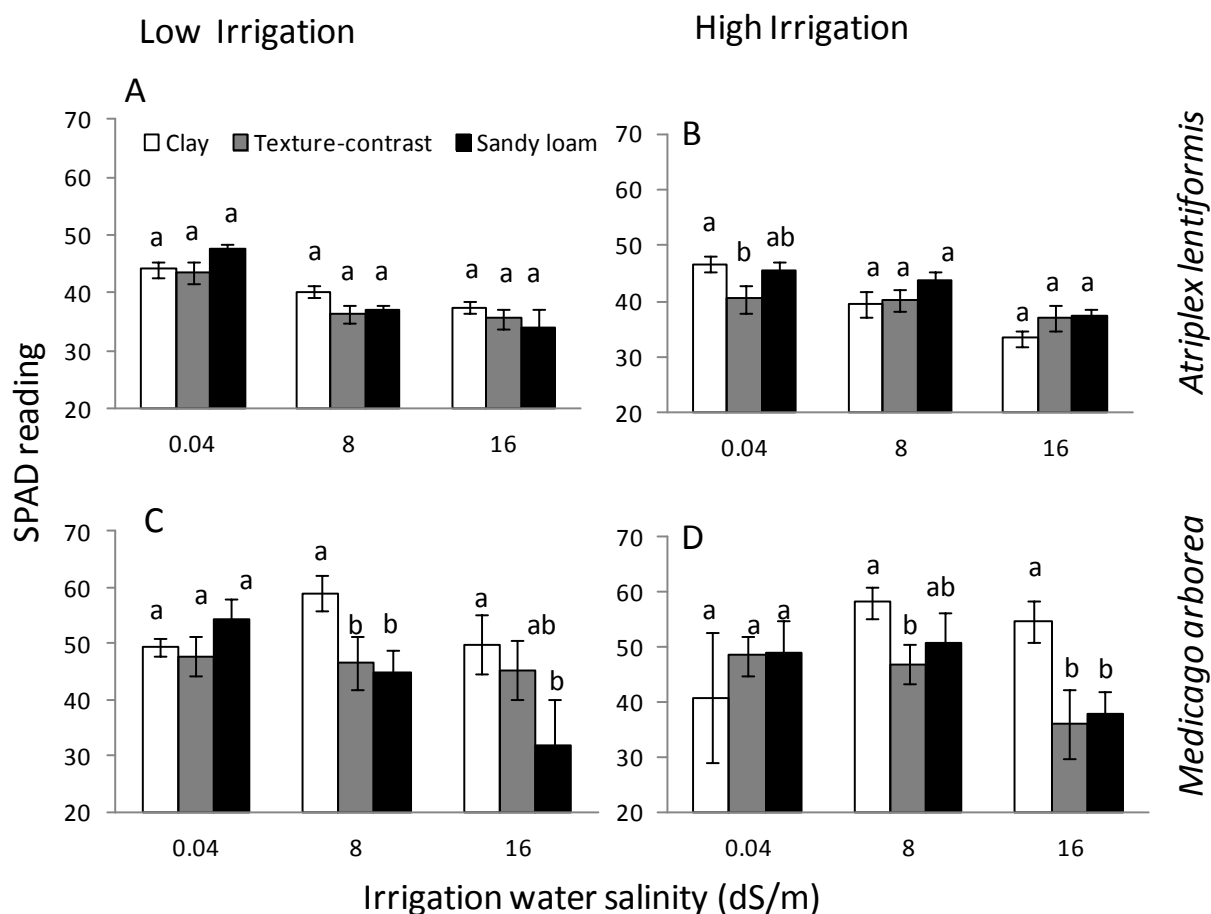 Low Irrigation
High Irrigation
A
Clay Texture-contrast Sandy loam
70
60
50
40
30
20
a a a
a a a
a a a
0.04 8 16
B
70
60
50
40
30
20
a b ab
a a a
a a a
0.04 8 16
Atriplex lentiformis
SPAD reading
C
70
60
50
40
30
20
a a a
a b b
a ab b
0.04 8 16
D
70
60
50
40
30
20
a a a
a b ab
a b b
0.04 8 16
Medicago arborea
Irrigation water salinity (dS/m)